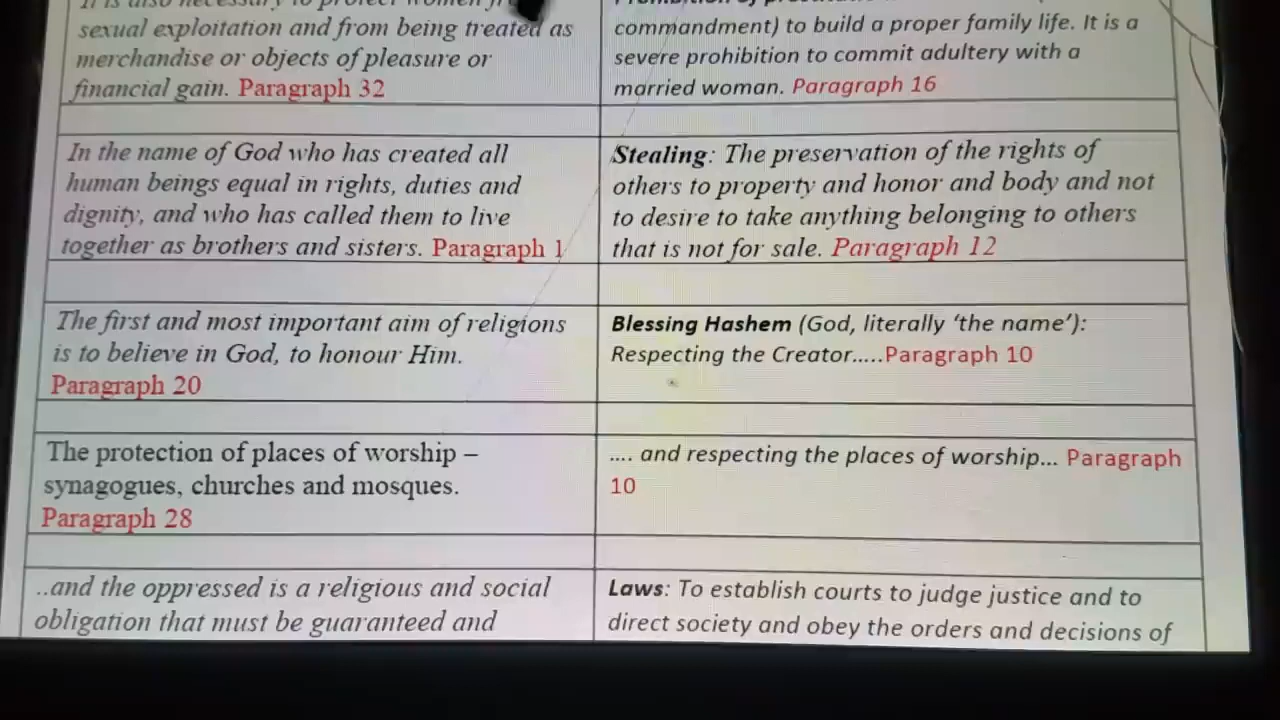 It is also necessary to protect women
sexual exploitation and from being treated as
merchandise or objects of pleasure or
financial gain. Paragraph 32
commandment) to build a proper family life. It is a
severe prohibition to commit adultery with a
married woman. Paragraph 16
In the name of God who has created all
human beings equal in rights, duties and
dignity, and who has called them to live
together as brothers and sisters. Paragraph 1
Stealing: The preservation of the rights of
others to property and honor and body and not
to desire to take anything belonging to others
that is not for sale. Paragraph 12
The first and most important aim of religions
is to believe in God, to honour Him.
Paragraph 20
Blessing Hashem (God, literally ‘the name’):
Respecting the Creator.....Paragraph 10
The protection of places of worship –
synagogues, churches and mosques.
Paragraph 28
.... and respecting the places of worship... Paragraph
10
..and the oppressed is a religious and social
obligation that must be guaranteed and
Laws: To establish courts to judge justice and to
direct society and obey the orders and decisions of